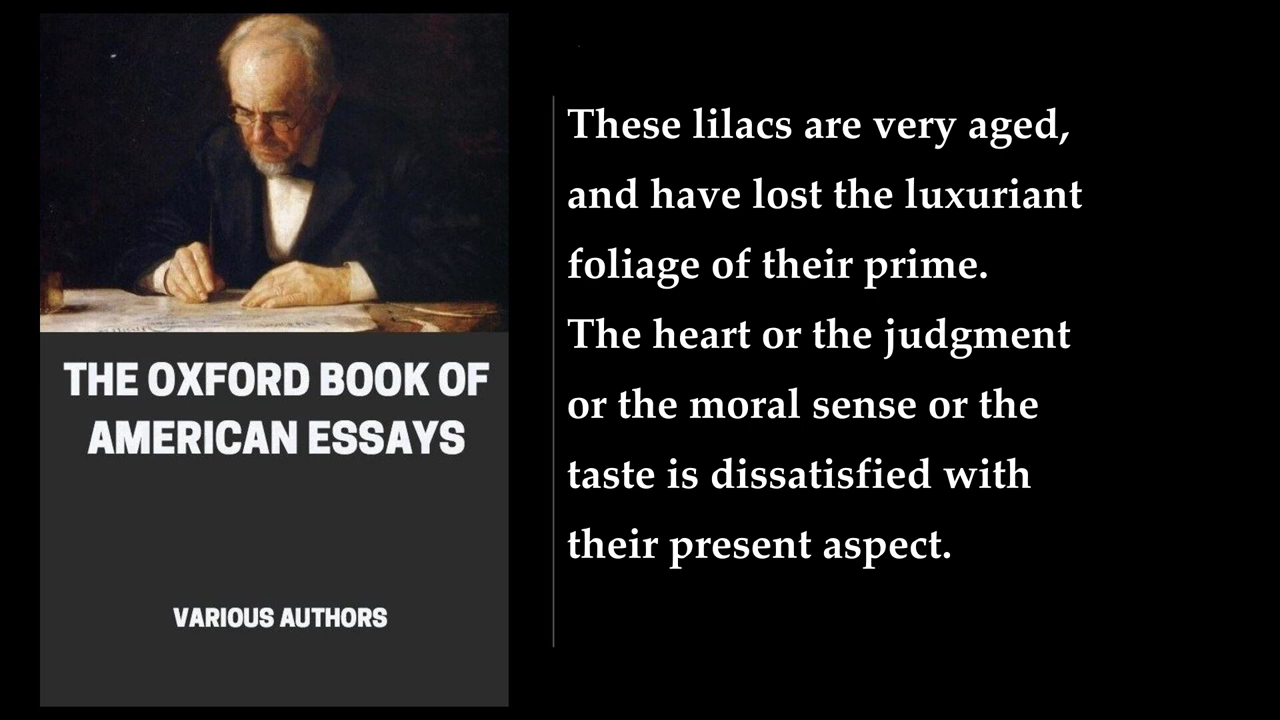 THE OXFORD BOOK OF
AMERICAN ESSAYS
VARIOUS AUTHORS
These lilacs are very aged,
and have lost the luxuriant
foliage of their prime.
The heart or the judgment
or the moral sense or the
taste is dissatisfied with
their present aspect.